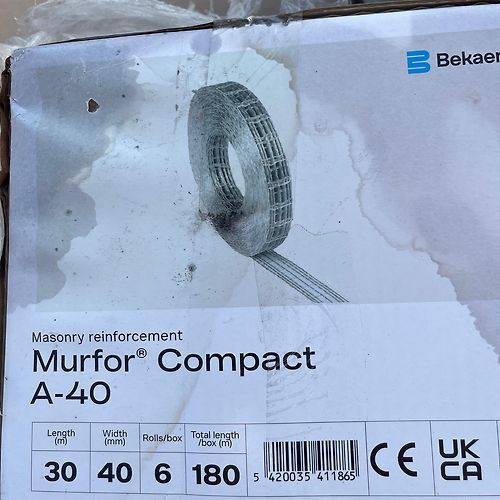 Bekaer
Masonry reinforcement
Murfor® Compact
A-40
Length (m) Width (mm) Rolls/box Total length /box (m)
30 40 6 180
5 420035 411865
CE
UK
CA